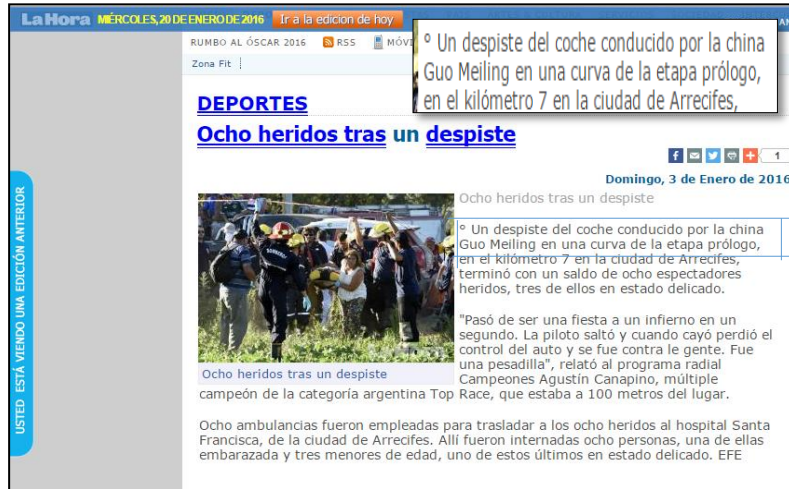 La Hora MIÉRCOLES, 20 DE ENERO DE 2016 Ir a la edicion de hoy
RUMBO AL ÓSCAR 2016 RSS
Zona Fit
° Un despiste del coche conducido por la china
Guo Meiling en una curva de la etapa prólogo,
en el kilómetro 7 en la ciudad de Arrecifes,
DEPORTES
Ocho heridos tras un despiste
1
Domingo, 3 de Enero de 2016
USTED ESTÁ VIENDO UNA EDICIÓN ANTERIOR
Ocho heridos tras un despiste
° Un despiste del coche conducido por la china
Guo Meiling en una curva de la etapa prólogo,
en el kilómetro 7 en la ciudad de Arrecifes,
terminó con un saldo de ocho espectadores
heridos, tres de ellos en estado delicado.
"Pasó de ser una fiesta a un infierno en un
segundo. La piloto saltó y cuando cayó perdió el
control del auto y se fue contra le gente. Fue
una pesadilla", relató al programa radial
Ocho heridos tras un despiste
Campeones Agustín Canapino, múltiple
campeón de la categoría argentina Top Race, que estaba a 100 metros del lugar.
Ocho ambulancias fueron empleadas para trasladar a los ocho heridos al hospital Santa
Francisca, de la ciudad de Arrecifes. Allí fueron internadas ocho personas, una de ellas
embarazada y tres menores de edad, uno de estos últimos en estado delicado. EFE